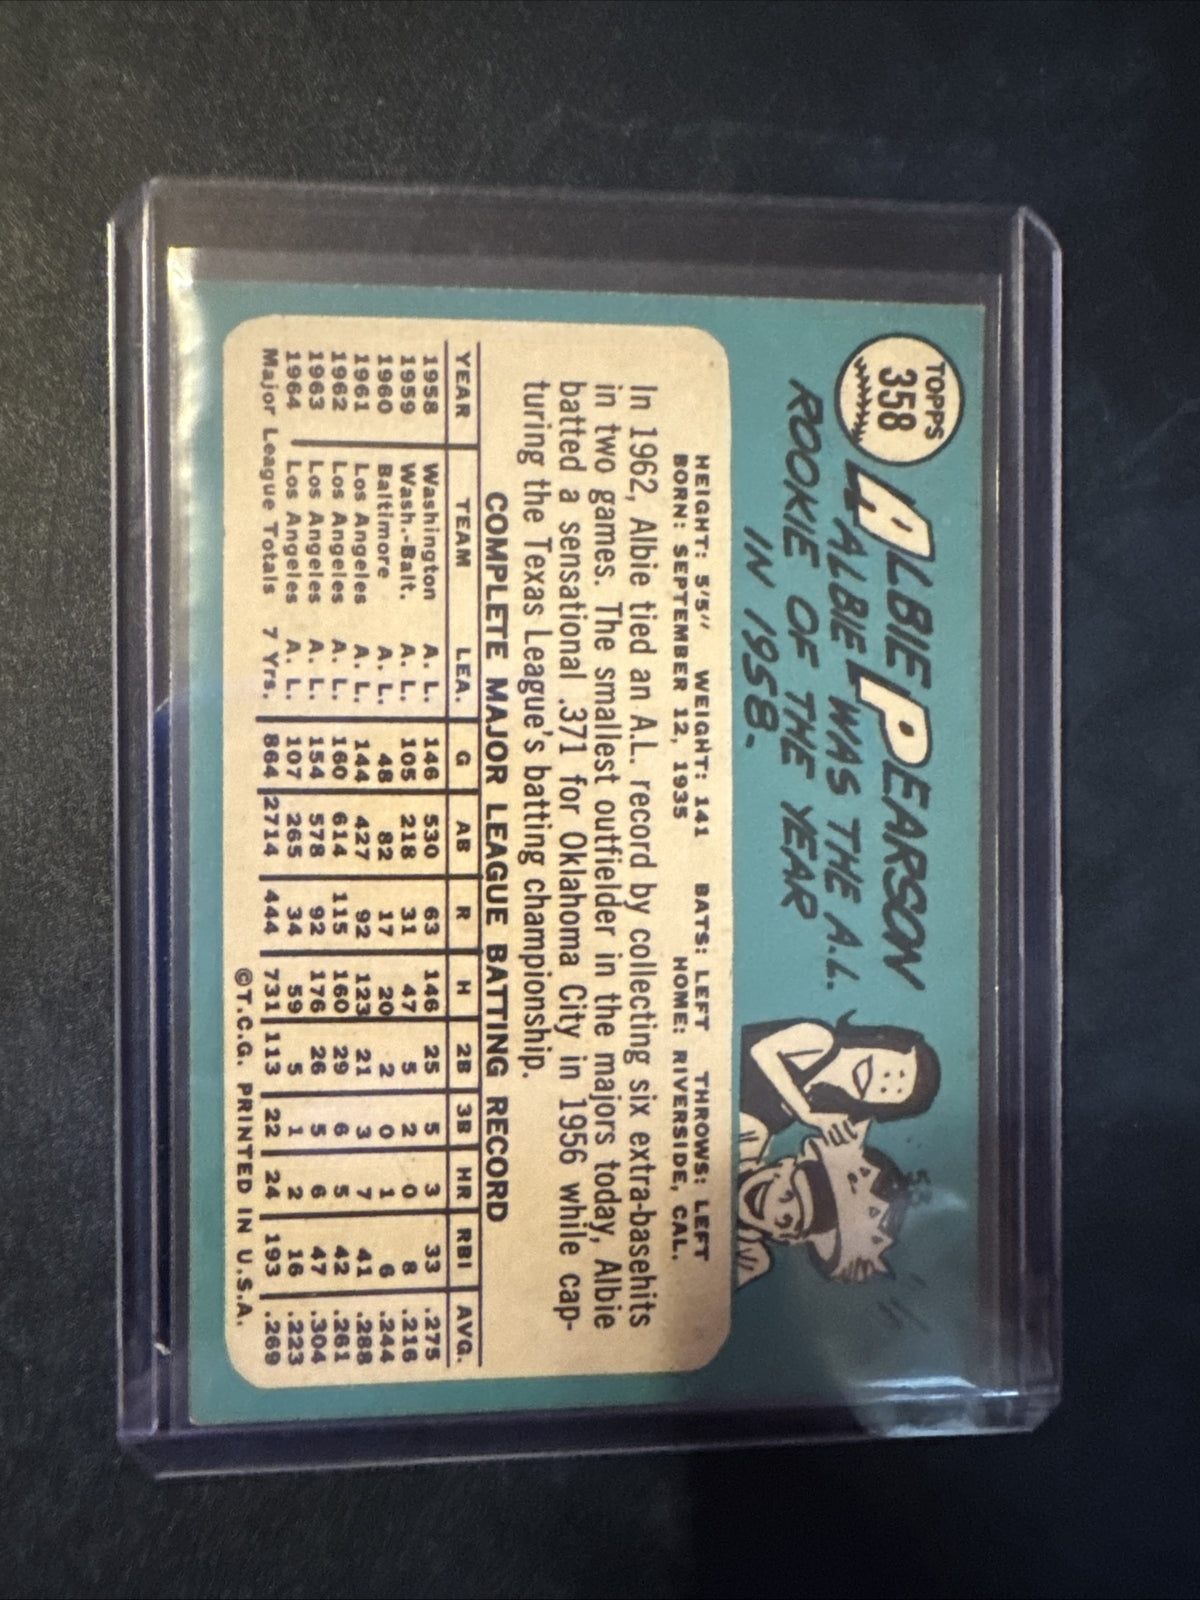 TOPPS
358
ALBIE PEARSON
ALBIE WAS THE A.L.
ROOKIE OF THE YEAR
IN 1958-
HEIGHT: 5'5" WEIGHT: 141 BATS: LEFT THROWS: LEFT
BORN: SEPTEMBER 12, 1935 HOME: RIVERSIDE, CAL.
In 1962, Albie tied an A.L. record by collecting six extra-basehits
in two games. The smallest outfielder in the majors today, Albie
batted a sensational .371 for Oklahoma City in 1956 while cap-
turing the Texas League's batting championship.
COMPLETE MAJOR LEAGUE BATTING RECORD
YEAR TEAM LEA. G AB R H 2B 3B HR RBI AVG.
1958 Washington A. L. 146 530 63 146 25 5 3 33 .275
1959 Wash.-Balt. A. L. 105 218 31 47 5 2 0 8 .216
1960 Baltimore A. L. 48 82 17 20 2 0 1 6 .244
1961 Los Angeles A. L. 144 427 92 123 21 3 7 41 .288
1962 Los Angeles A. L. 160 614 115 160 29 6 5 42 .261
1963 Los Angeles A. L. 154 578 92 176 26 5 6 47 .304
1964 Los Angeles A. L. 107 265 34 59 5 1 2 16 .223
Major League Totals 7 Yrs. 864 2714 444 731 113 22 24 193 .269
©T.C.G. PRINTED IN U.S.A.